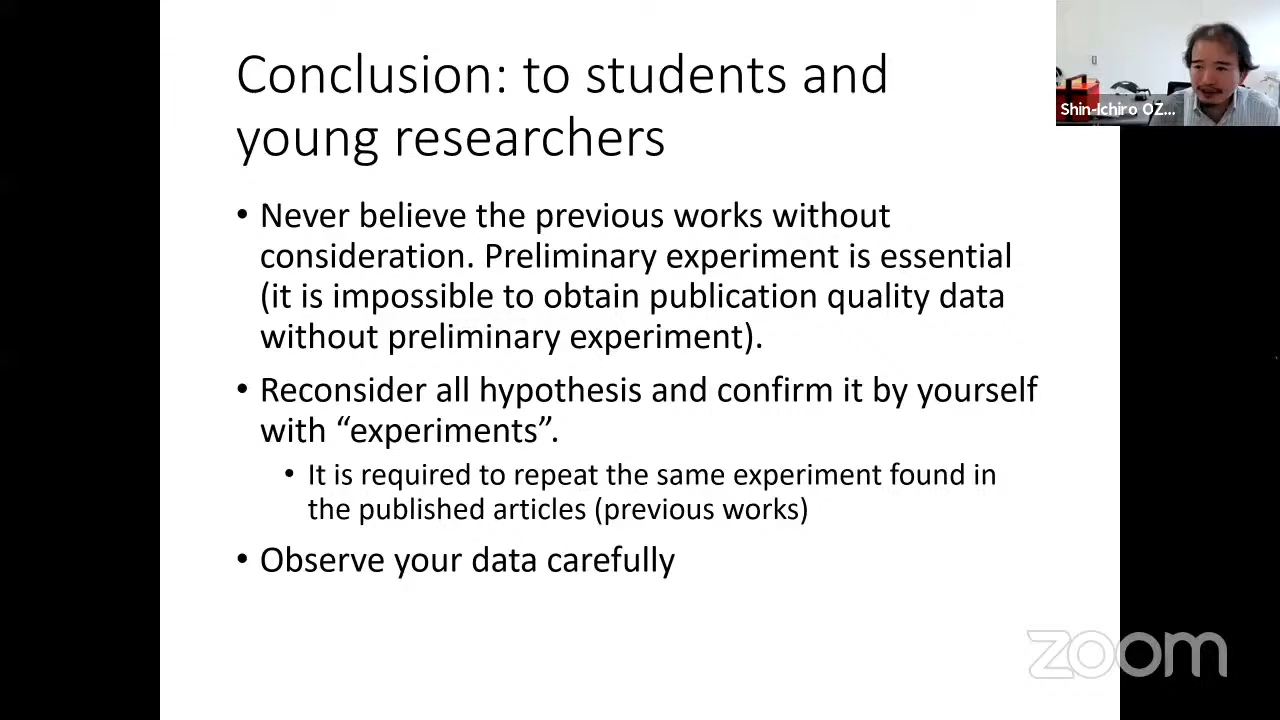 Conclusion: to students and
young researchers
• Never believe the previous works without
consideration. Preliminary experiment is essential
(it is impossible to obtain publication quality data
without preliminary experiment).
• Reconsider all hypothesis and confirm it by yourself
with “experiments”.
• It is required to repeat the same experiment found in
the published articles (previous works)
• Observe your data carefully
Shin-Ichiro OZ...
zoom